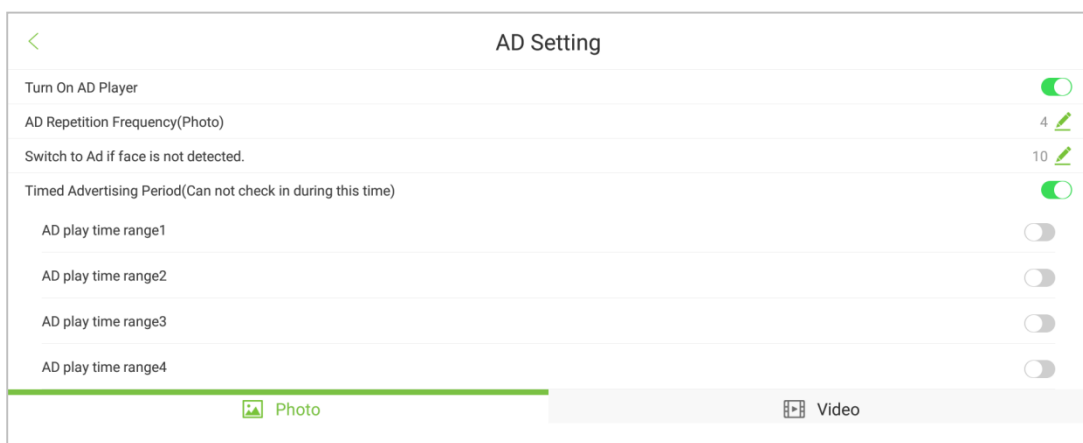 AD Setting
Turn On AD Player
AD Repetition Frequency(Photo) 4
Switch to Ad if face is not detected. 10
Timed Advertising Period(Can not check in during this time)
AD play time range1
AD play time range2
AD play time range3
AD play time range4
Photo Video